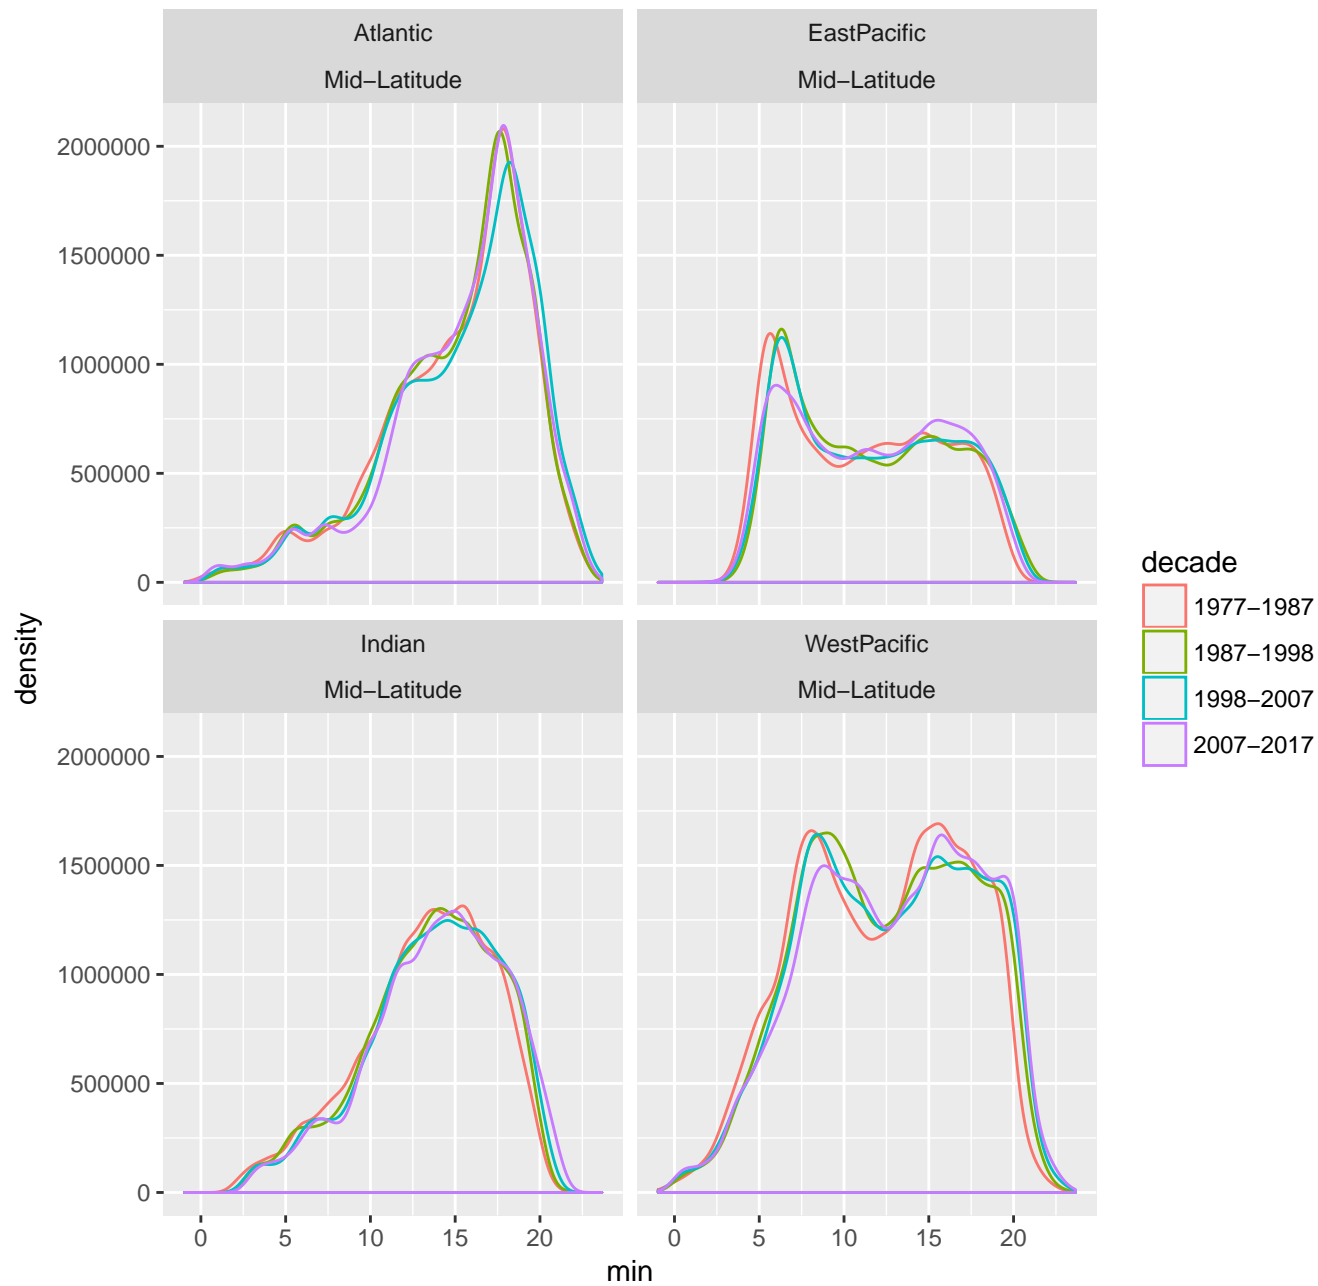 Atlantic
Mid−Latitude
EastPacific
Mid−Latitude
2000000
1500000
1000000
500000
0
Indian
Mid−Latitude
WestPacific
Mid−Latitude
2000000
1500000
1000000
500000
0
0 5 10 15 20
0 5 10 15 20
min
density
decade
1977−1987
1987−1998
1998−2007
2007−2017